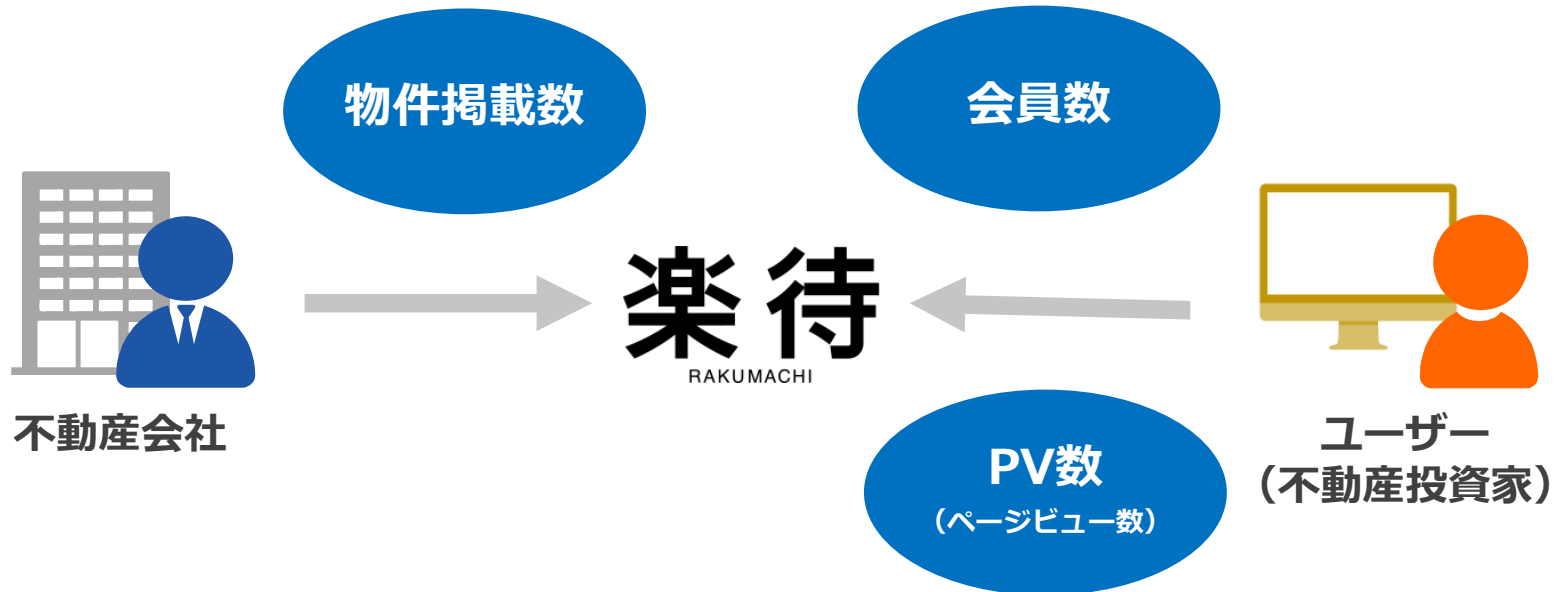 物件掲載数
会員数
楽待
RAKUMACHI
不動産会社
ユーザー
（不動産投資家）
PV数
（ページビュー数）